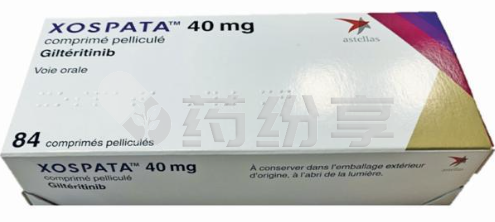 XOSPATA™ 40 mg
comprimé pelliculé
Giltéritinib
Voie orale
astellas
药纷享
84 comprimés pelliculés
XOSPATA™ 40 mg
comprimé pelliculé
Giltéritinib
À conserver dans l'emballage extérieur
d'origine, à l'abri de la lumière.
astellas